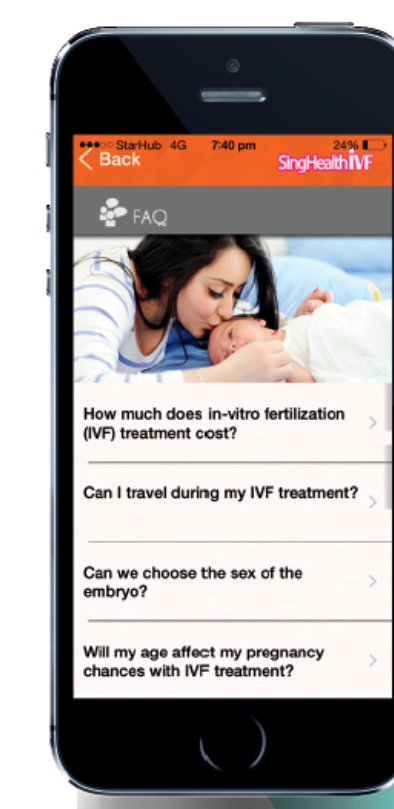 StarHub 4G 7:40 pm 24%
Back SingHealth IVF
FAQ
How much does in-vitro fertilization
(IVF) treatment cost?
Can I travel during my IVF treatment?
Can we choose the sex of the
embryo?
Will my age affect my pregnancy
chances with IVF treatment?